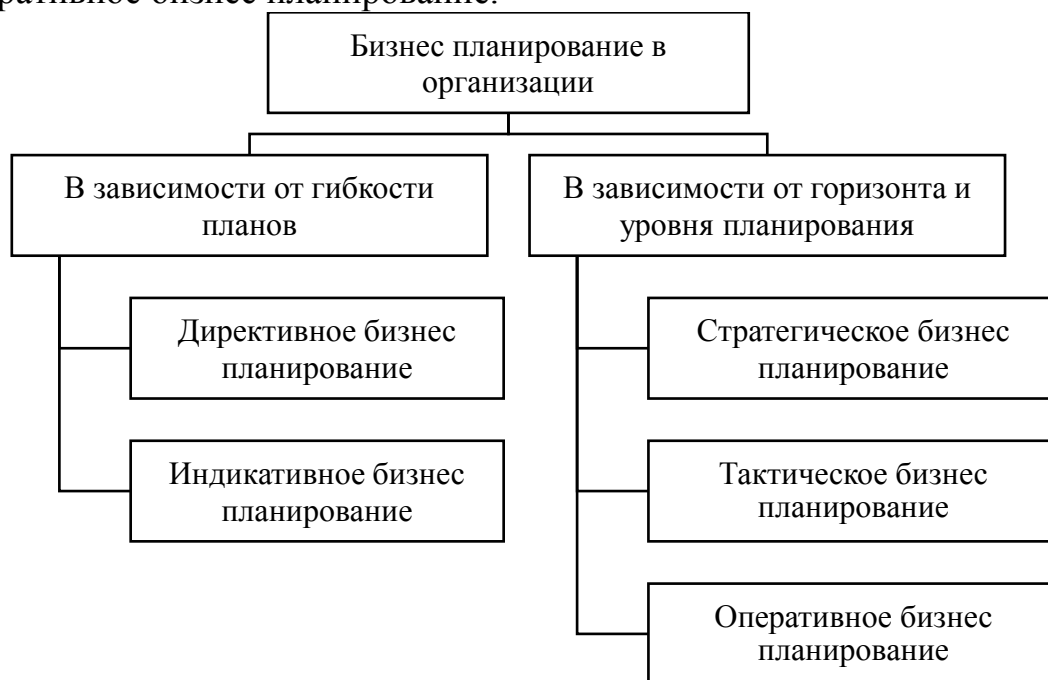 бизнес планирование.
Бизнес планирование в
организации
В зависимости от гибкости
планов
В зависимости от горизонта и
уровня планирования
Директивное бизнес
планирование
Индикативное бизнес
планирование
Стратегическое бизнес
планирование
Тактическое бизнес
планирование
Оперативное бизнес
планирование